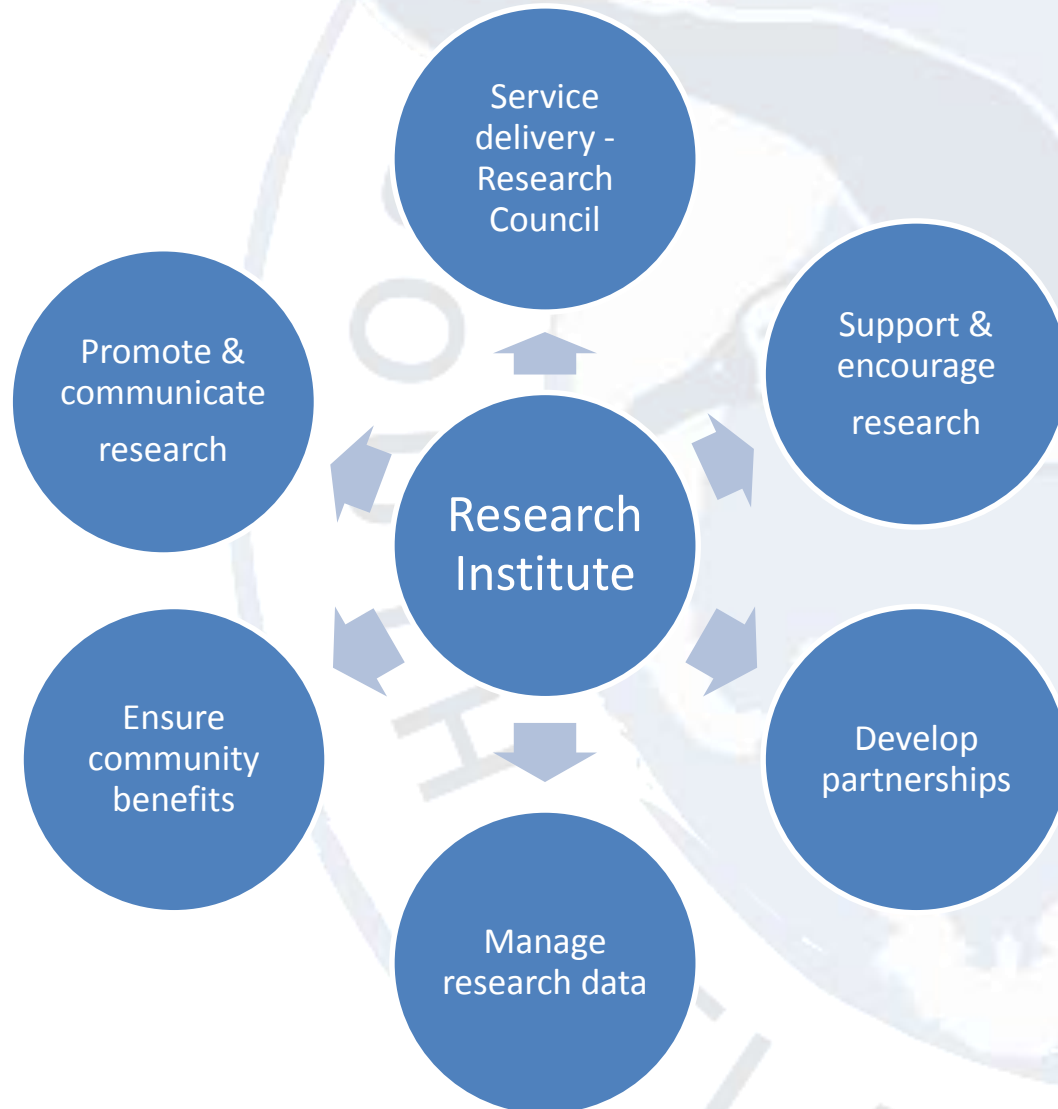 Service
delivery -
Research
Council
Support &
encourage
research
Develop
partnerships
Manage
research data
Ensure
community
benefits
Promote &
communicate
research
Research
Institute